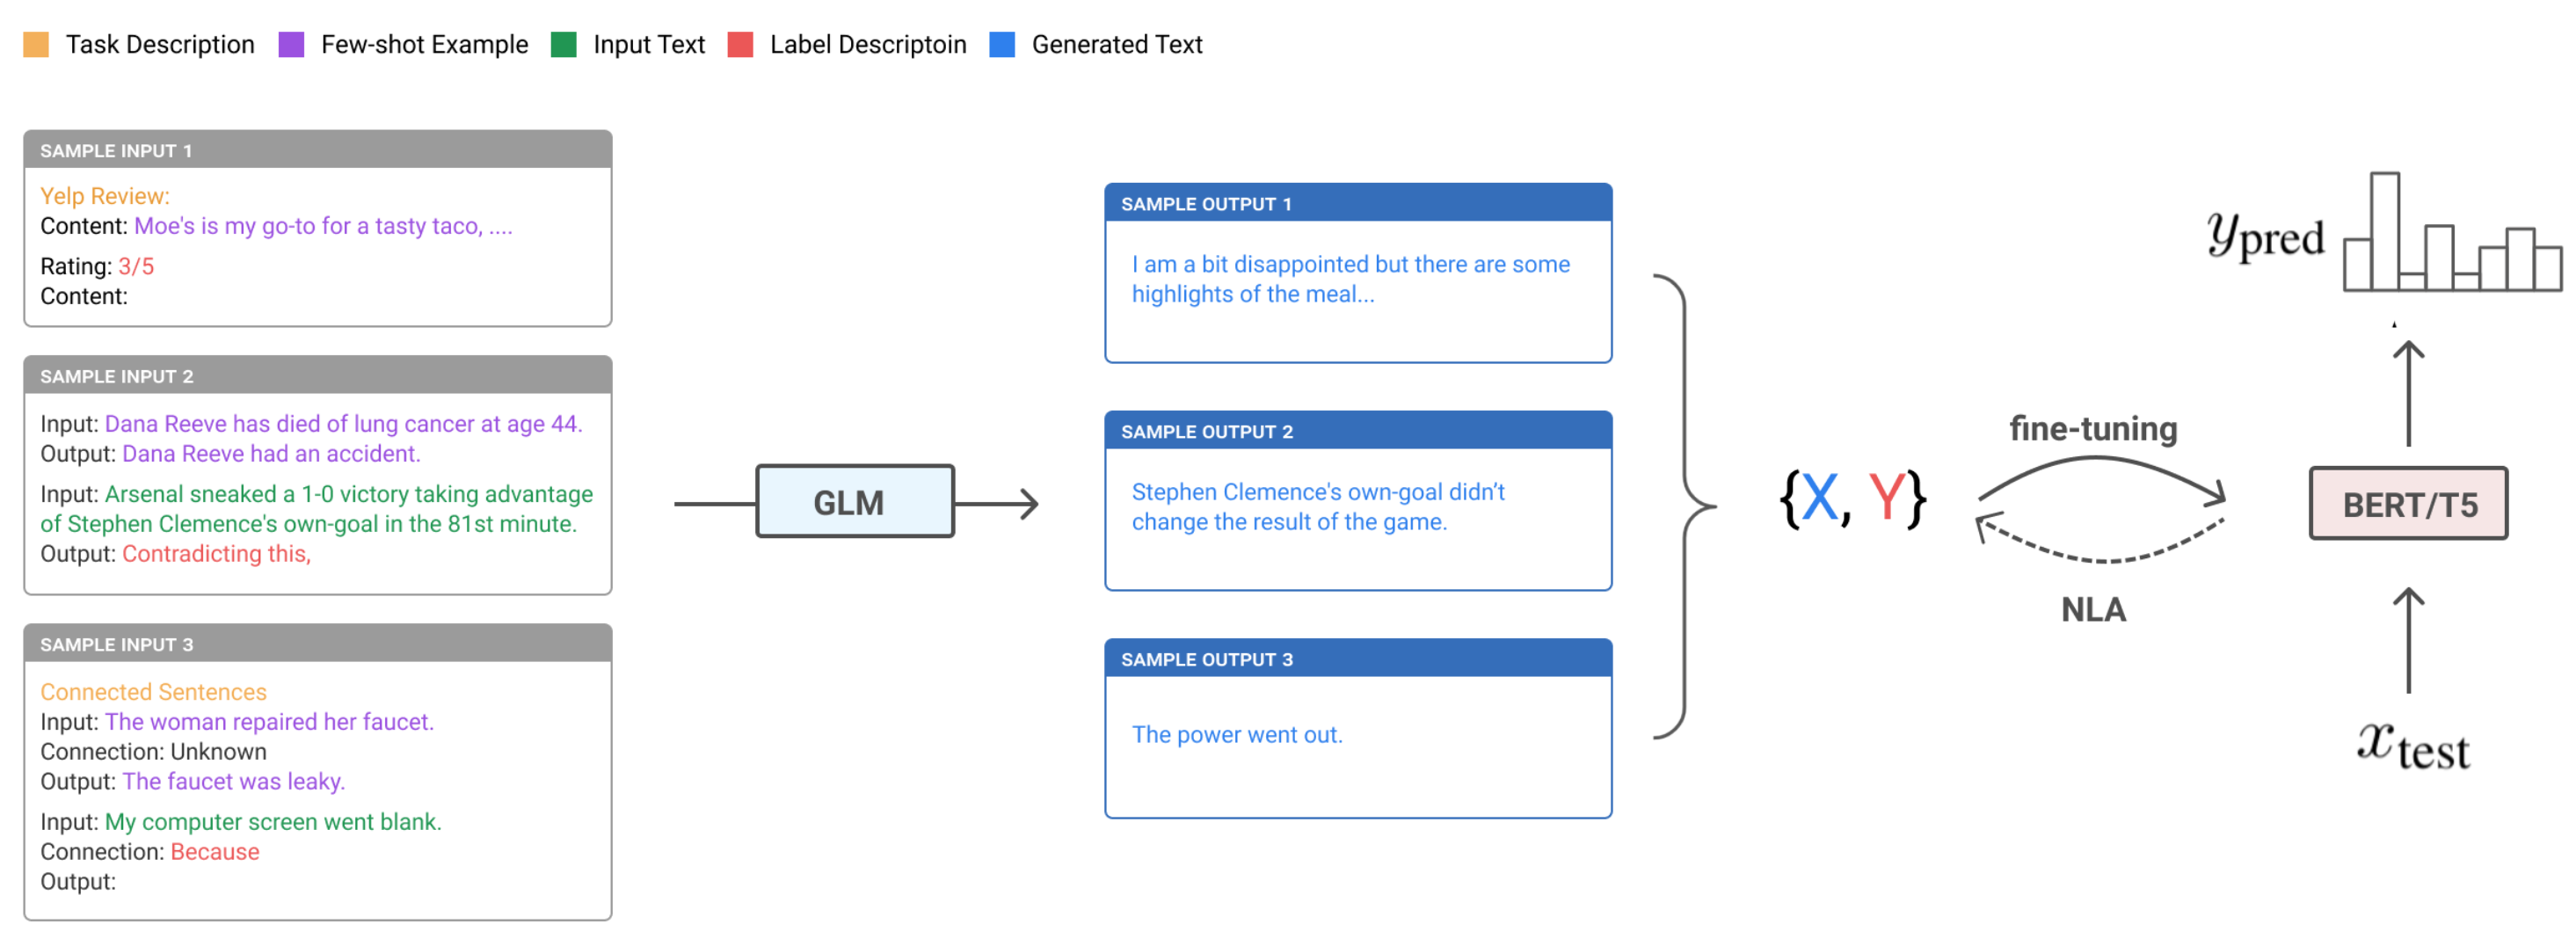 Task Description Few-shot Example Input Text Label Descriptoin Generated Text
SAMPLE INPUT 1
Yelp Review:
Content: Moe's is my go-to for a tasty taco, ....
Rating: 3/5
Content:
SAMPLE INPUT 2
Input: Dana Reeve has died of lung cancer at age 44.
Output: Dana Reeve had an accident.
Input: Arsenal sneaked a 1-0 victory taking advantage
of Stephen Clemence's own-goal in the 81st minute.
Output: Contradicting this,
SAMPLE INPUT 3
Connected Sentences
Input: The woman repaired her faucet.
Connection: Unknown
Output: The faucet was leaky.
Input: My computer screen went blank.
Connection: Because
Output:
GLM
SAMPLE OUTPUT 1
I am a bit disappointed but there are some
highlights of the meal...
SAMPLE OUTPUT 2
Stephen Clemence's own-goal didn’t
change the result of the game.
SAMPLE OUTPUT 3
The power went out.
{X, Y}
fine-tuning
NLA
y pred
BERT/T5
x test